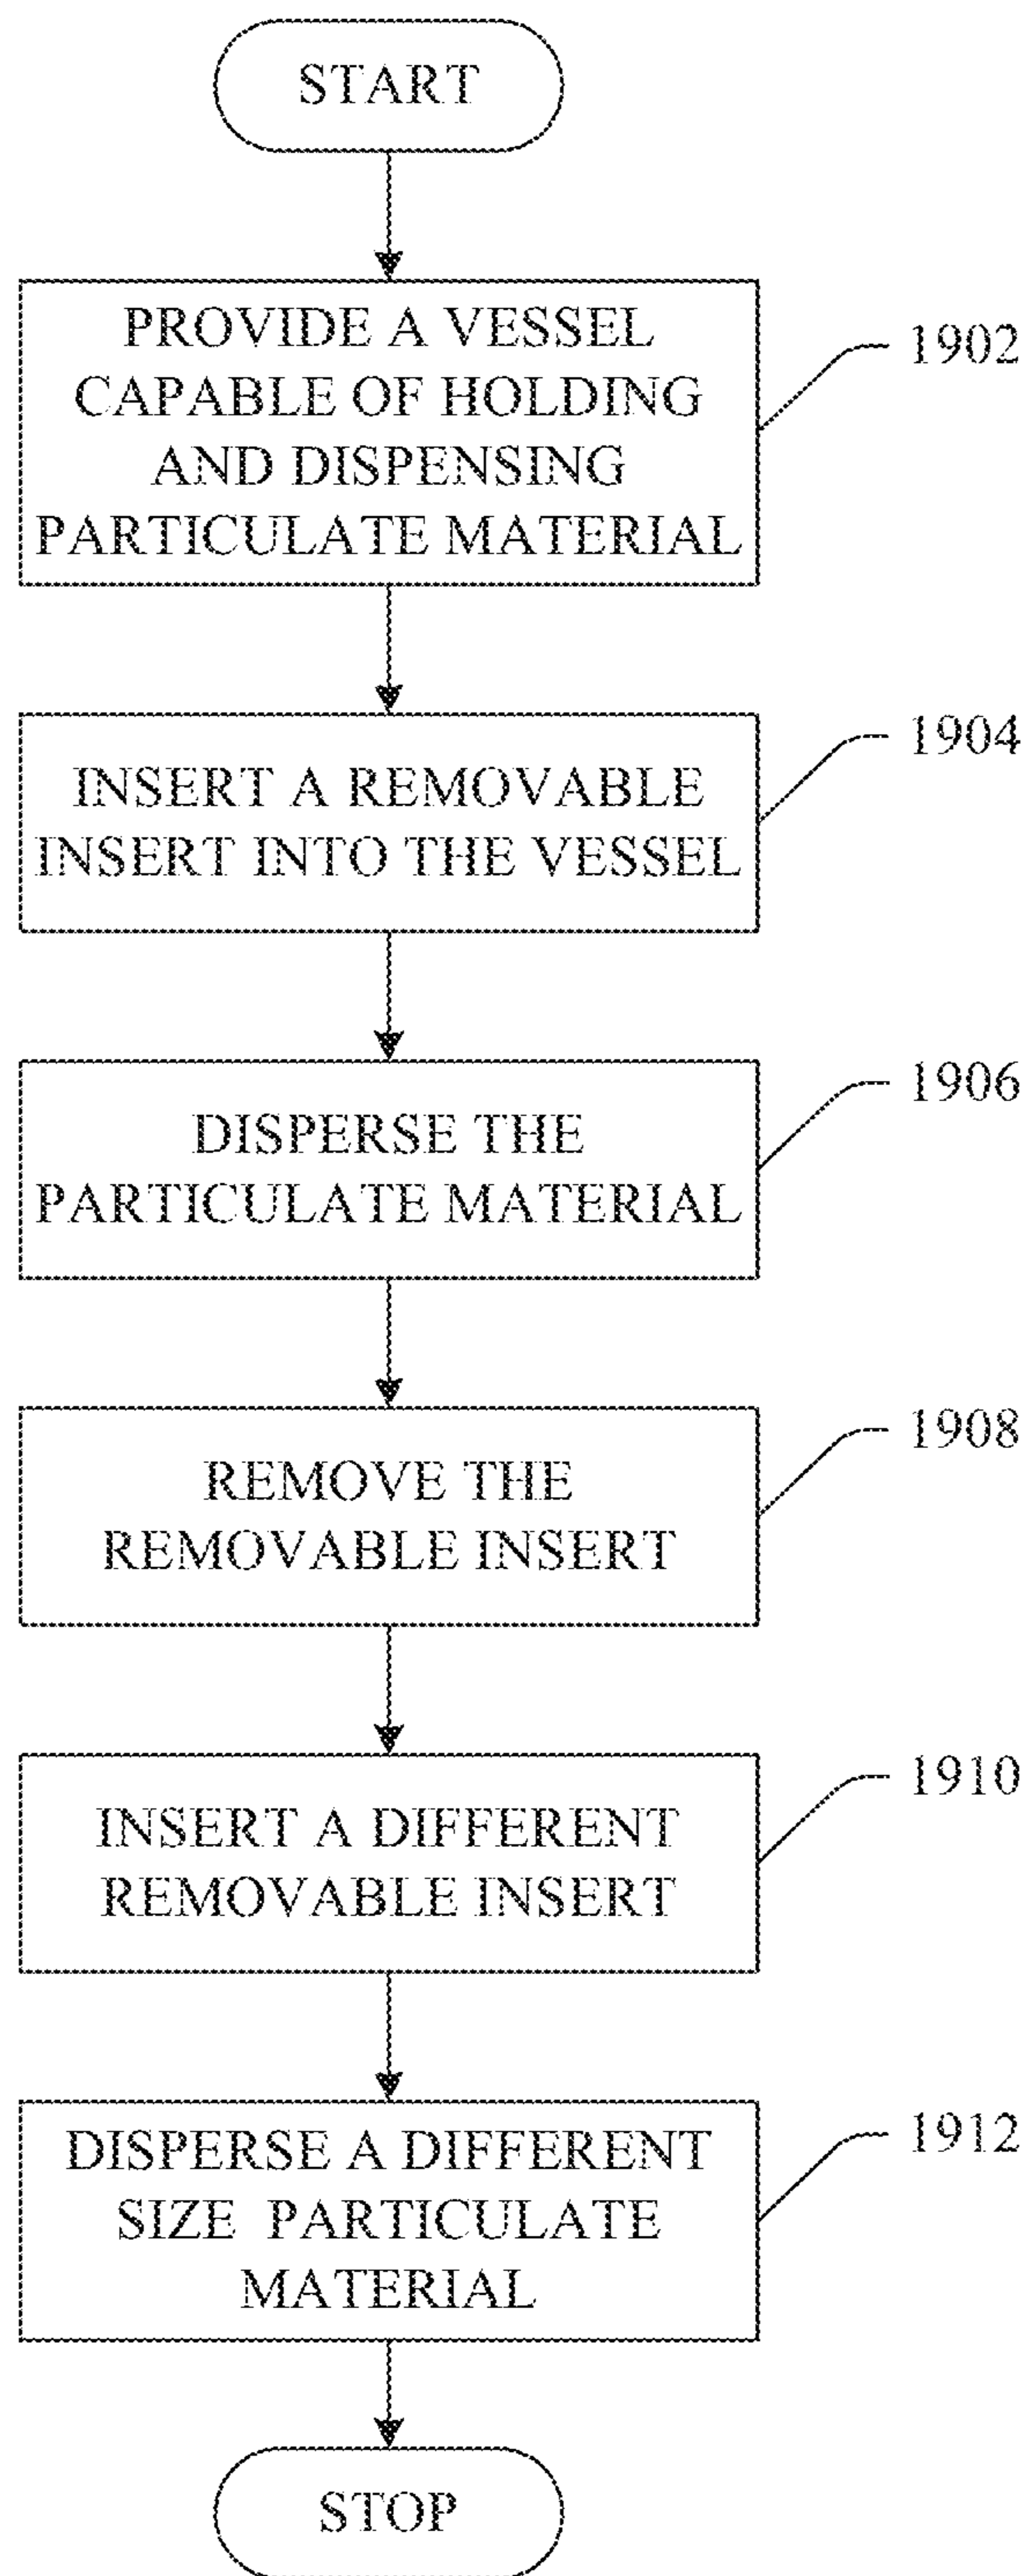 START
PROVIDE A VESSEL
CAPABLE OF HOLDING
AND DISPENSING
PARTICULATE MATERIAL
1902
INSERT A REMOVABLE
INSERT INTO THE VESSEL
1904
DISPERSE THE
PARTICULATE MATERIAL
1906
REMOVE THE
REMOVABLE INSERT
1908
INSERT A DIFFERENT
REMOVABLE INSERT
1910
DISPERSE A DIFFERENT
SIZE PARTICULATE
MATERIAL
1912
STOP